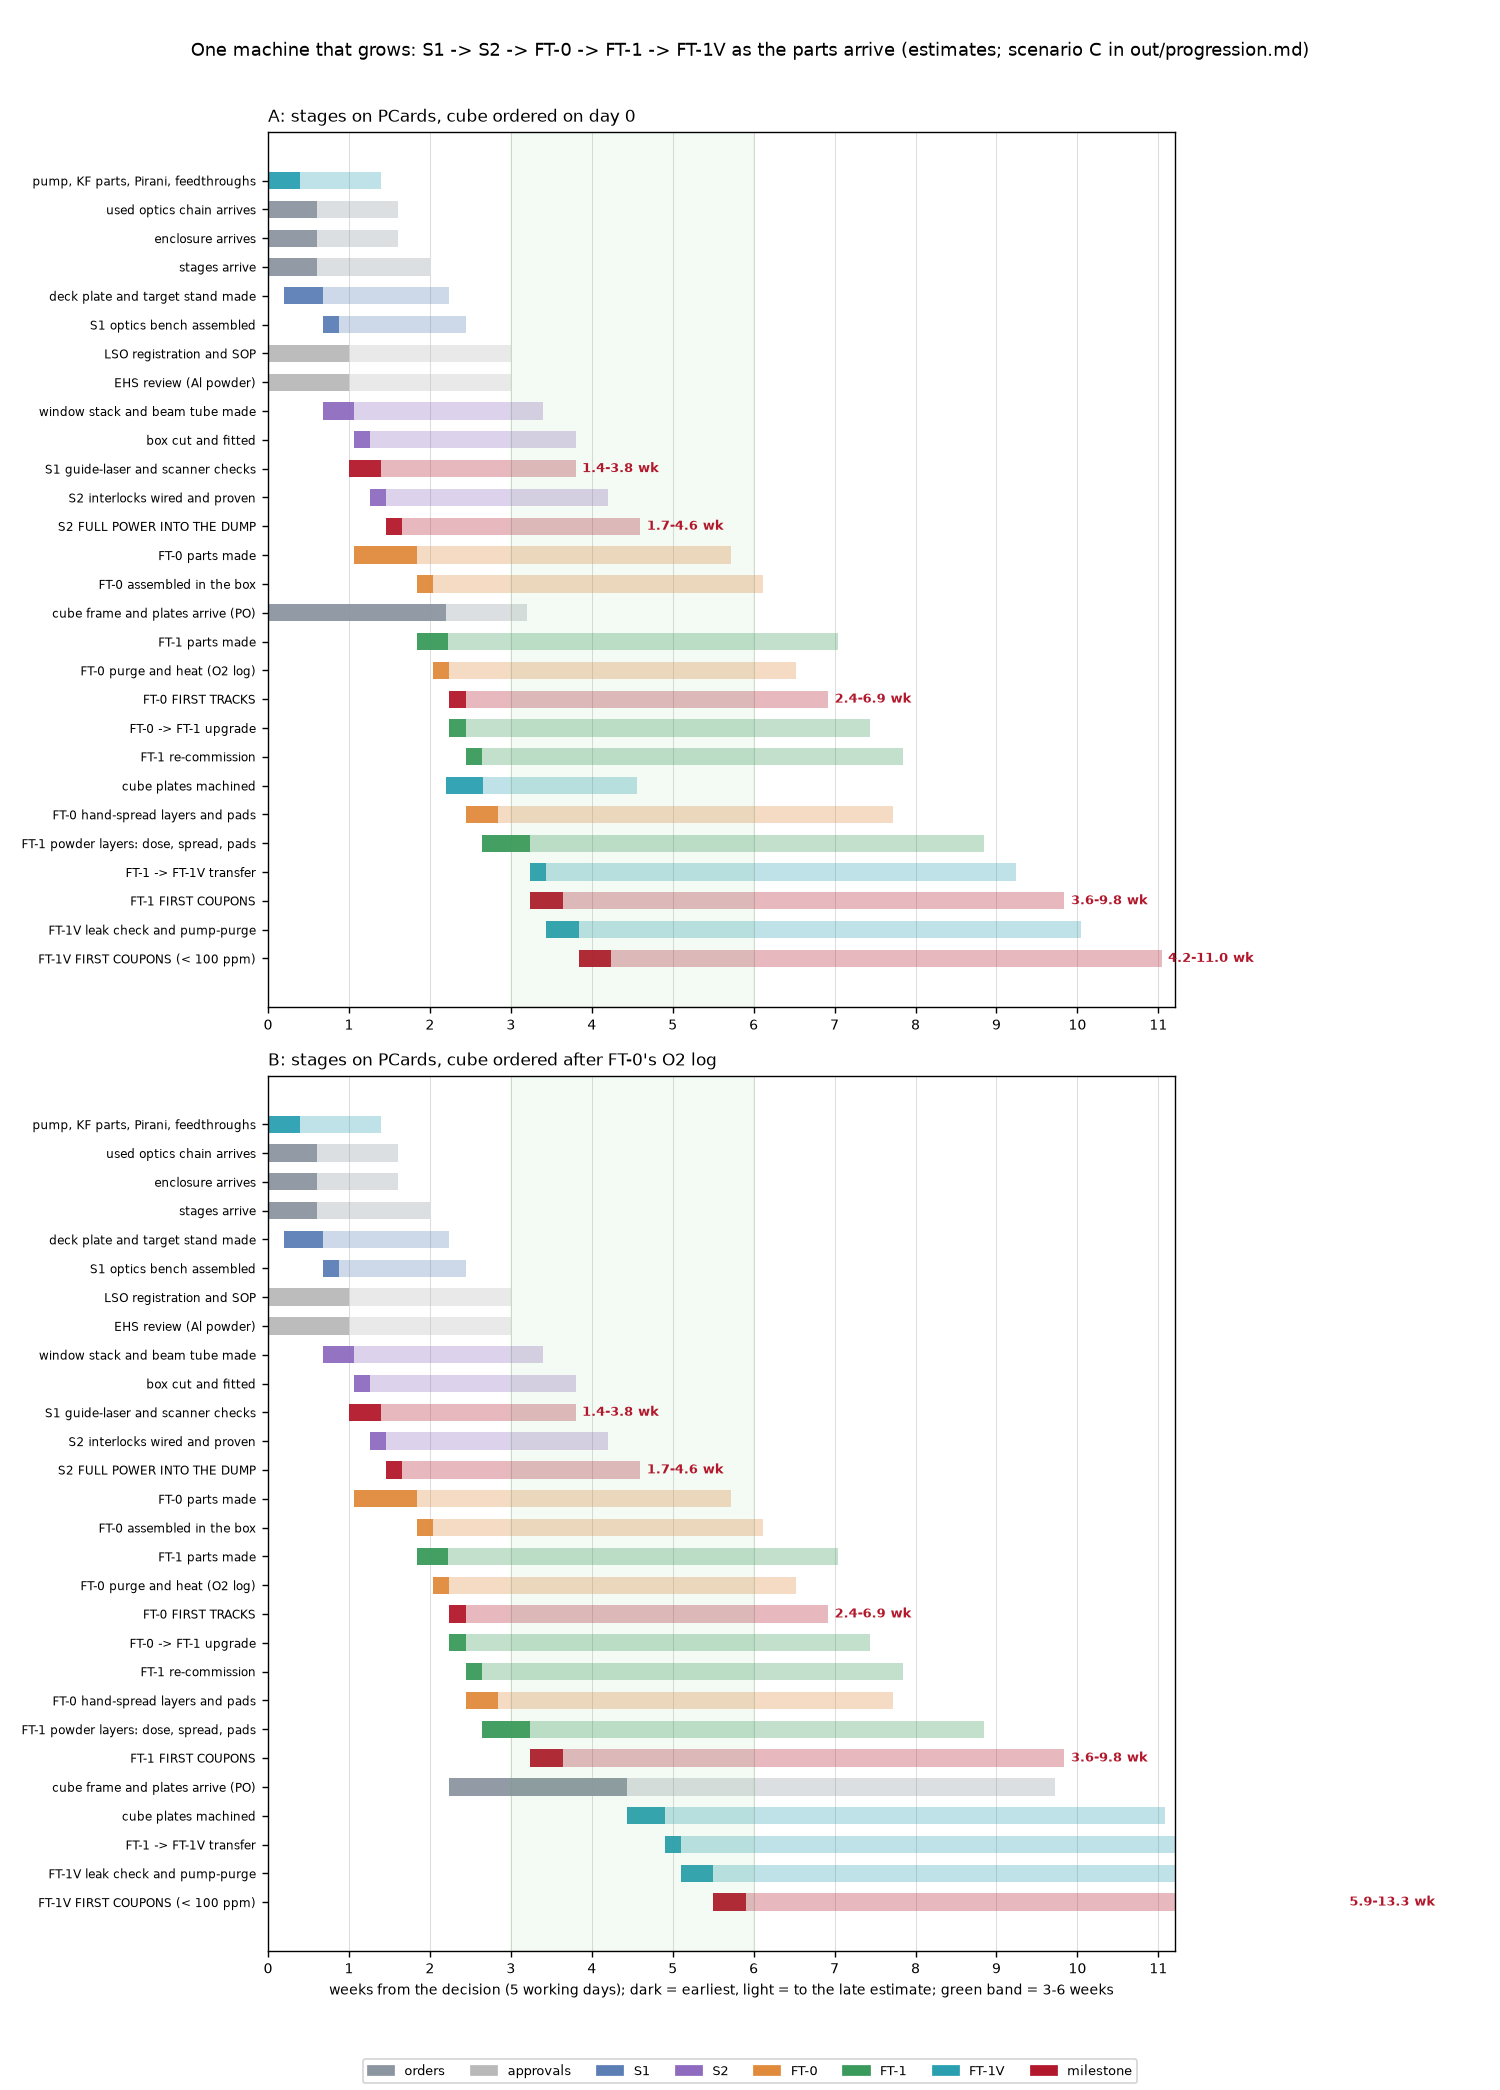 One machine that grows: S1 -> S2 -> FT-0 -> FT-1 -> FT-1V as the parts arrive (estimates; scenario C in out/progression.md)
A: stages on PCards, cube ordered on day 0
pump, KF parts, Pirani, feedthroughs
used optics chain arrives
enclosure arrives
stages arrive
deck plate and target stand made
S1 optics bench assembled
LSO registration and SOP
EHS review (Al powder)
window stack and beam tube made
box cut and fitted
S1 guide-laser and scanner checks 1.4-3.8 wk
S2 interlocks wired and proven
S2 FULL POWER INTO THE DUMP 1.7-4.6 wk
FT-0 parts made
FT-0 assembled in the box
cube frame and plates arrive (PO)
FT-1 parts made
FT-0 purge and heat (O2 log)
FT-0 FIRST TRACKS 2.4-6.9 wk
FT-0 -> FT-1 upgrade
FT-1 re-commission
cube plates machined
FT-0 hand-spread layers and pads
FT-1 powder layers: dose, spread, pads
FT-1 -> FT-1V transfer
FT-1 FIRST COUPONS 3.6-9.8 wk
FT-1V leak check and pump-purge
FT-1V FIRST COUPONS (< 100 ppm) 4.2-11.0 wk
0 1 2 3 4 5 6 7 8 9 10 11
B: stages on PCards, cube ordered after FT-0's O2 log
pump, KF parts, Pirani, feedthroughs
used optics chain arrives
enclosure arrives
stages arrive
deck plate and target stand made
S1 optics bench assembled
LSO registration and SOP
EHS review (Al powder)
window stack and beam tube made
box cut and fitted
S1 guide-laser and scanner checks 1.4-3.8 wk
S2 interlocks wired and proven
S2 FULL POWER INTO THE DUMP 1.7-4.6 wk
FT-0 parts made
FT-0 assembled in the box
FT-1 parts made
FT-0 purge and heat (O2 log)
FT-0 FIRST TRACKS 2.4-6.9 wk
FT-0 -> FT-1 upgrade
FT-1 re-commission
FT-0 hand-spread layers and pads
FT-1 powder layers: dose, spread, pads
FT-1 FIRST COUPONS 3.6-9.8 wk
cube frame and plates arrive (PO)
cube plates machined
FT-1 -> FT-1V transfer
FT-1V leak check and pump-purge
FT-1V FIRST COUPONS (< 100 ppm) 5.9-13.3 wk
0 1 2 3 4 5 6 7 8 9 10 11
weeks from the decision (5 working days); dark = earliest, light = to the late estimate; green band = 3-6 weeks
orders approvals S1 S2 FT-0 FT-1 FT-1V milestone